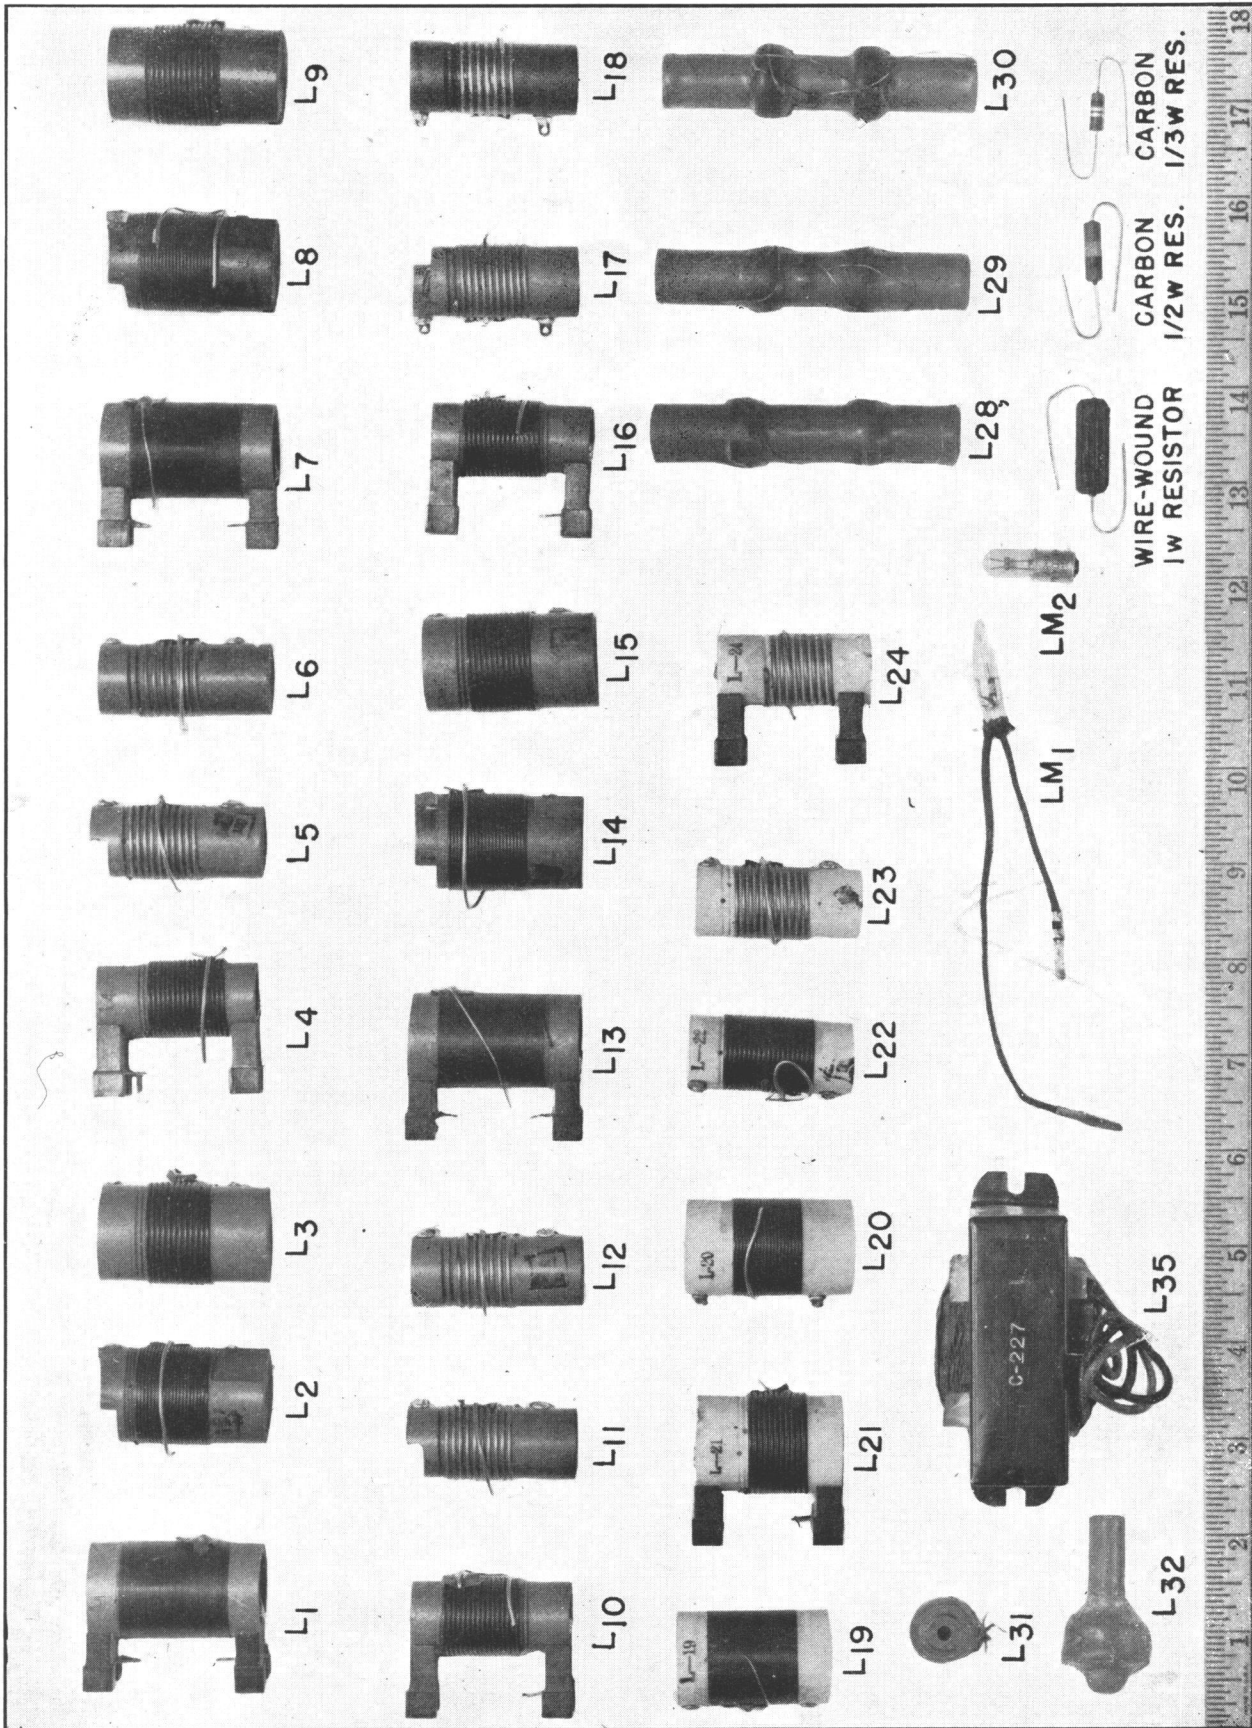 L1 L2 L3 L4 L5 L6 L7 L8 L9
L10 L11 L12 L13 L14 L15 L16 L17 L18
L-19 L-21 L-20 L-22 L-24
L19 L21 L20 L22 L23 L24 L28, L29 L30
C-227
L31 L32 L35 LM1 LM2
WIRE-WOUND
1W RESISTOR
CARBON
1/2W RES.
CARBON
1/3W RES.
1 2 3 4 5 6 7 8 9 10 11 12 13 14 15 16 17 18